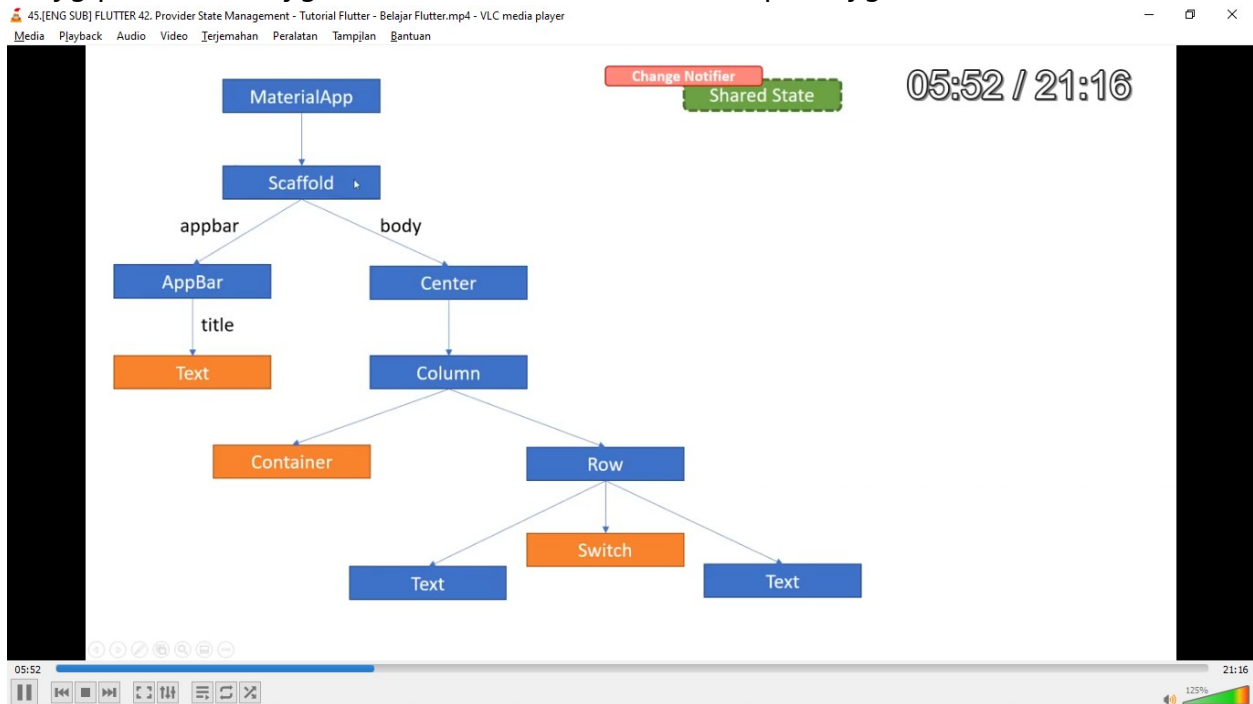 45.[ENG SUB] FLUTTER 42. Provider State Management - Tutorial Flutter - Belajar Flutter.mp4 - VLC media player
Media Playback Audio Video Terjemahan Peralatan Tampilan Bantuan
Change Notifier
Shared State
05:52 / 21:16
MaterialApp
Scaffold
appbar
body
AppBar
Center
title
Text
Column
Container
Row
Switch
Text
Text
05:52
21:16
125%